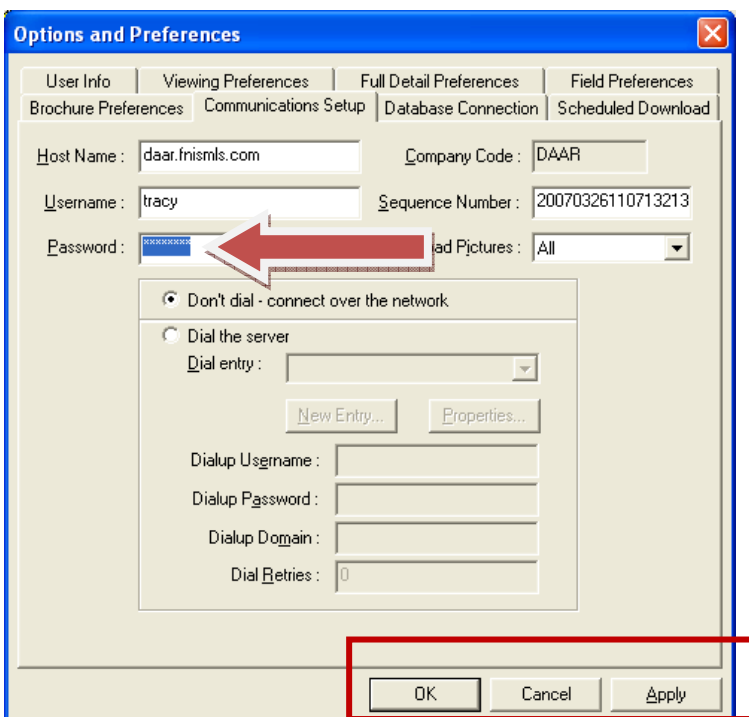 Options and Preferences
User Info Viewing Preferences Full Detail Preferences Field Preferences
Brochure Preferences Communications Setup Database Connection Scheduled Download
Host Name : daar.fnismls.com Company Code : DAAR
Username : tracy Sequence Number : 20070326110713213
Password : ******** ad Pictures : All
Don't dial - connect over the network
Dial the server
Dial entry :
New Entry... Properties...
Dialup Username :
Dialup Password :
Dialup Domain :
Dial Retries : 0
OK Cancel Apply